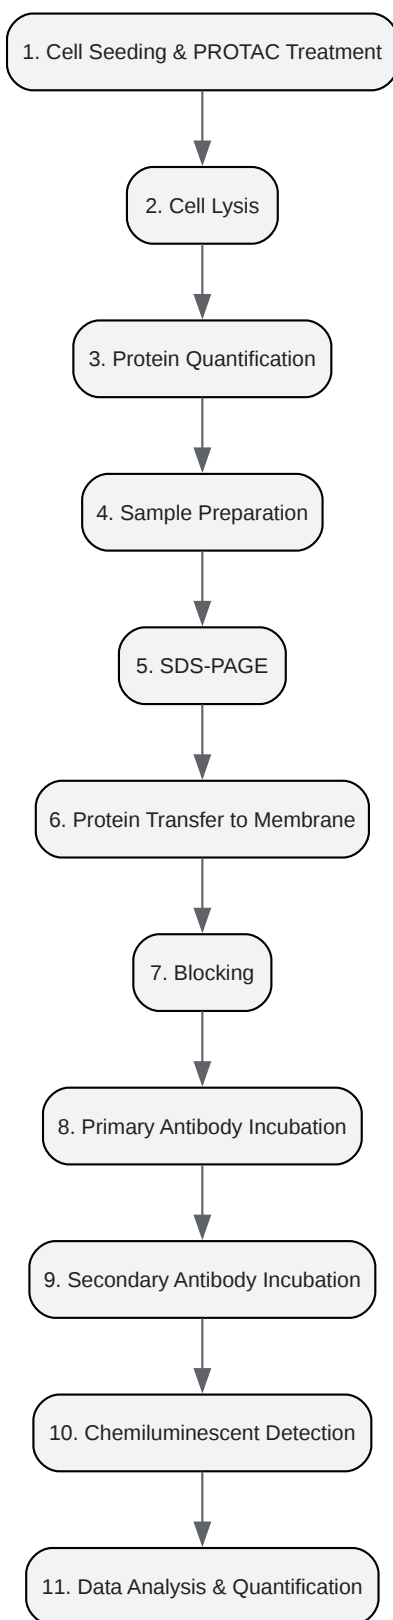 1. Cell Seeding & PROTAC Treatment
2. Cell Lysis
3. Protein Quantification
4. Sample Preparation
5. SDS-PAGE
6. Protein Transfer to Membrane
7. Blocking
8. Primary Antibody Incubation
9. Secondary Antibody Incubation
10. Chemiluminescent Detection
11. Data Analysis & Quantification